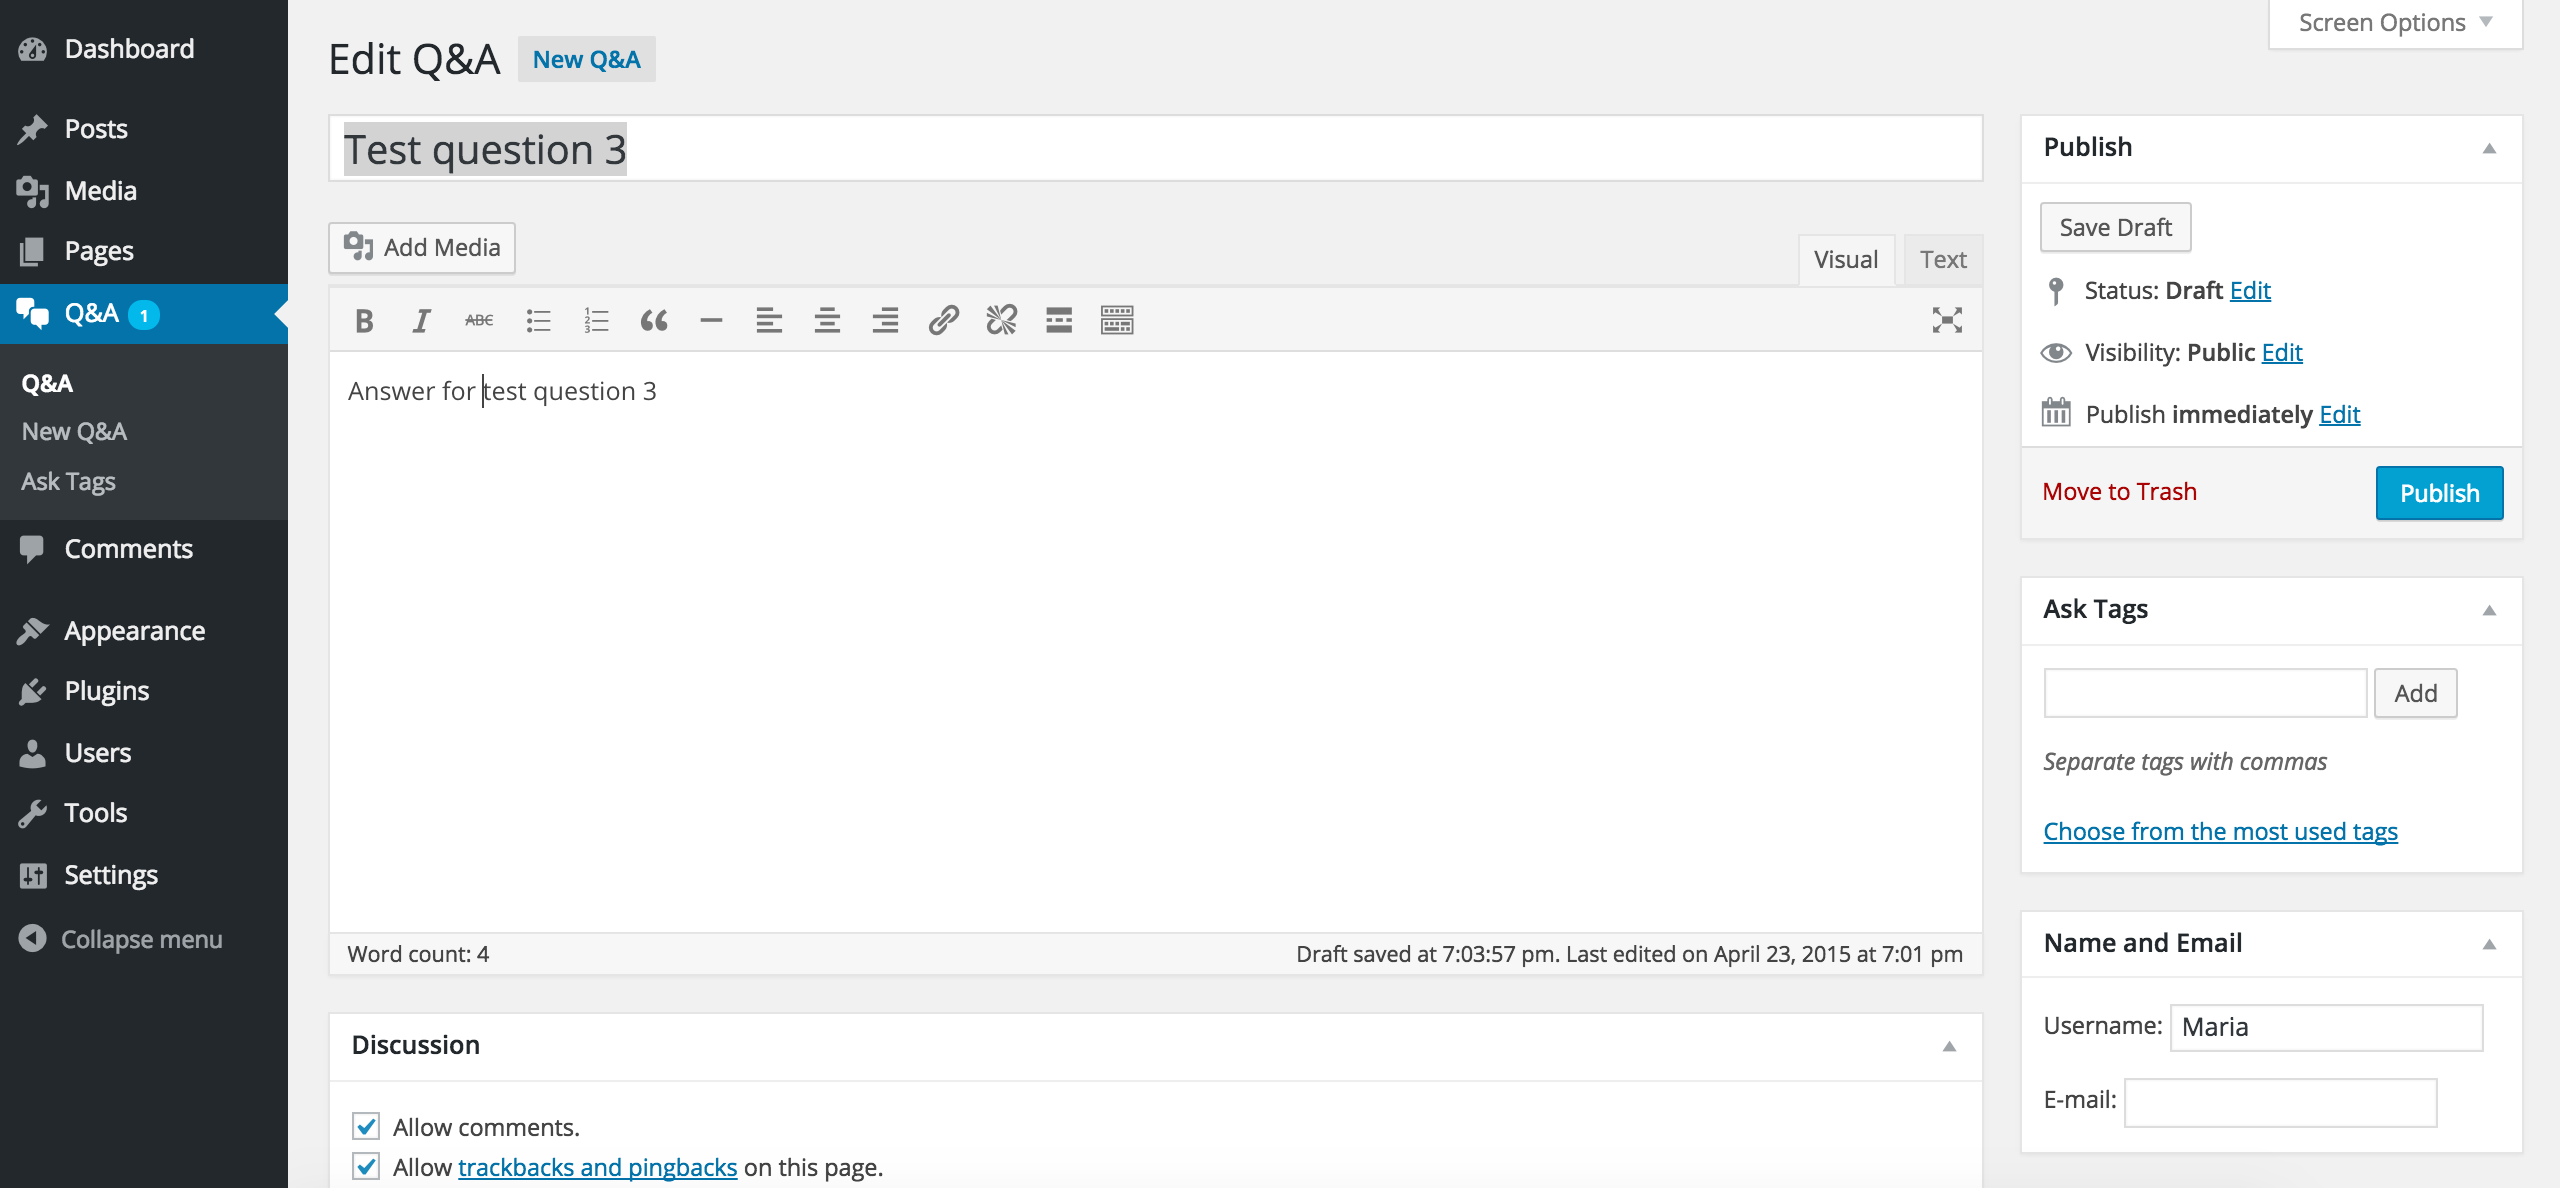 Dashboard
Posts
Media
Pages
Q&A 1
Q&A
New Q&A
Ask Tags
Comments
Appearance
Plugins
Users
Tools
Settings
Collapse menu
Screen Options
Edit Q&A New Q&A
Test question 3
Add Media
Visual Text
B I ABC
Answer for test question 3
Word count: 4
Draft saved at 7:03:57 pm. Last edited on April 23, 2015 at 7:01 pm
Discussion
Allow comments.
Allow trackbacks and pingbacks on this page.
Publish
Save Draft
Status: Draft Edit
Visibility: Public Edit
Publish immediately Edit
Move to Trash
Publish
Ask Tags
Add
Separate tags with commas
Choose from the most used tags
Name and Email
Username: Maria
E-mail: